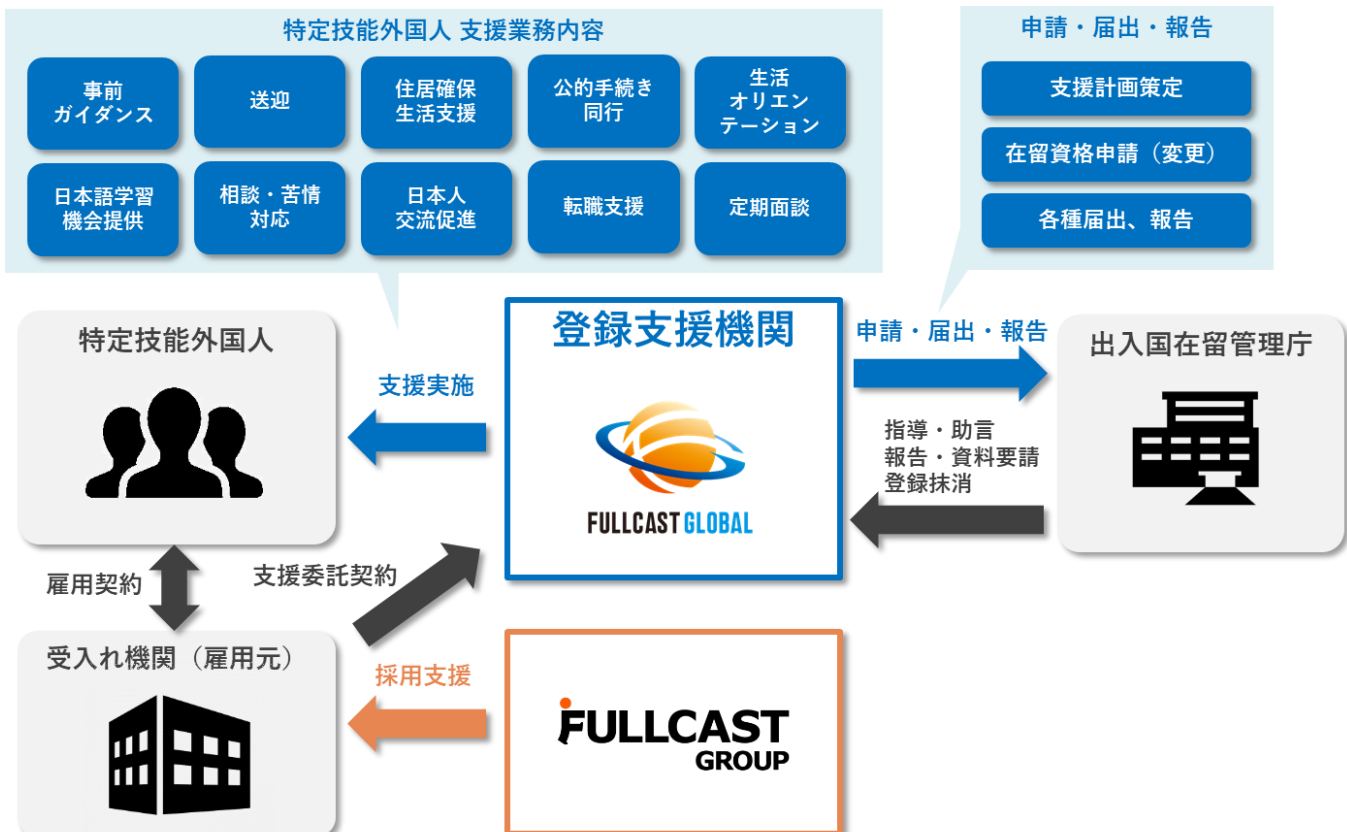 特定技能外国人 支援業務内容
事前
ガイダンス
送迎
住居確保
生活支援
公的手続き
同行
生活
オリエン
テーション
日本語学習
機会提供
相談・苦情
対応
日本人
交流促進
転職支援
定期面談
申請・届出・報告
支援計画策定
在留資格申請（変更）
各種届出、報告
特定技能外国人
支援実施
登録支援機関
FULLCAST GLOBAL
申請・届出・報告
出入国在留管理庁
指導・助言
報告・資料要請
登録抹消
雇用契約
支援委託契約
受入れ機関（雇用元）
採用支援
FULLCAST
GROUP